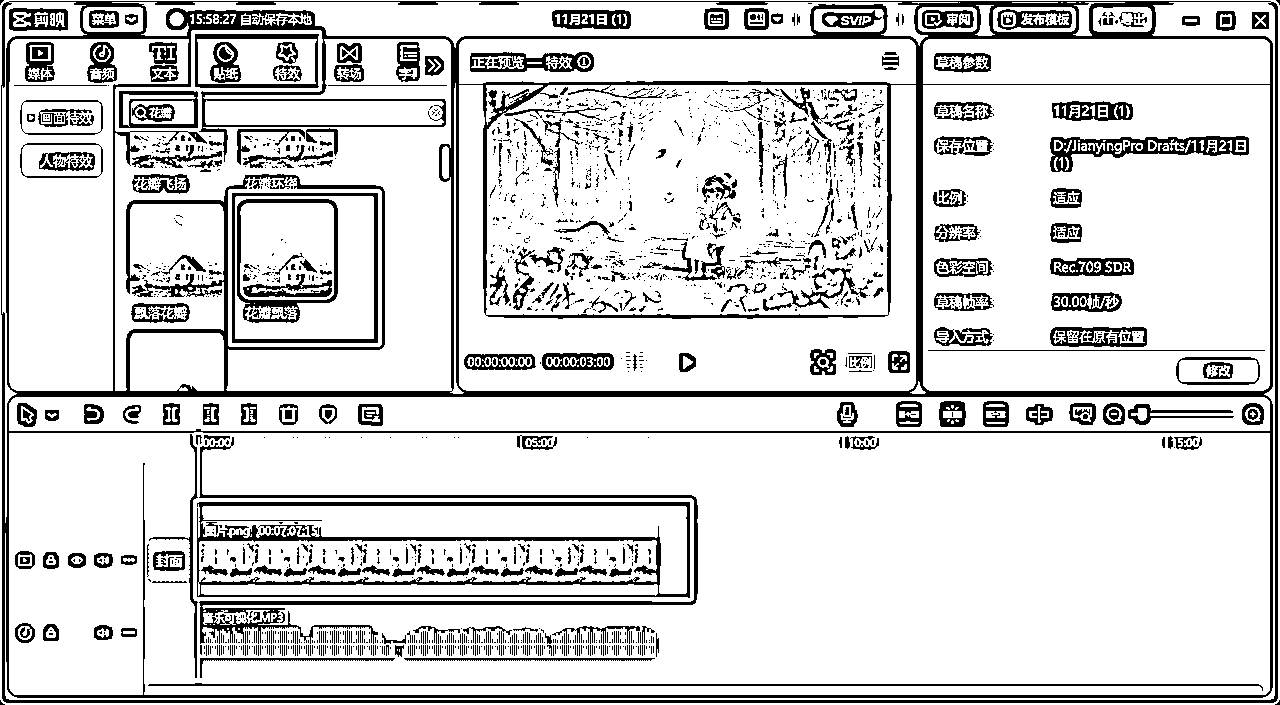 剪映 菜单 15:58:27 自动保存本地 11月21日 (1) SVIP 审阅 发布模板 导出
媒体 音频 文本 贴纸 特效 转场
正在预览 — 特效
草稿参数
画面特效
人物特效
花瓣
花瓣飞扬 花瓣环绕
飘落花瓣 花瓣飘落
草稿名称: 11月21日 (1)
保存位置: D:/JianyingPro Drafts/11月21日 (1)
比例: 适应
分辨率: 适应
色彩空间: Rec.709 SDR
草稿帧率: 30.00帧/秒
导入方式: 保留在原有位置
00:00:00:00 00:00:03:00 比例
修改
00:00 05:00 10:00 15:00
图片.png 00:07:07:15
封面
音乐可视化.MP3